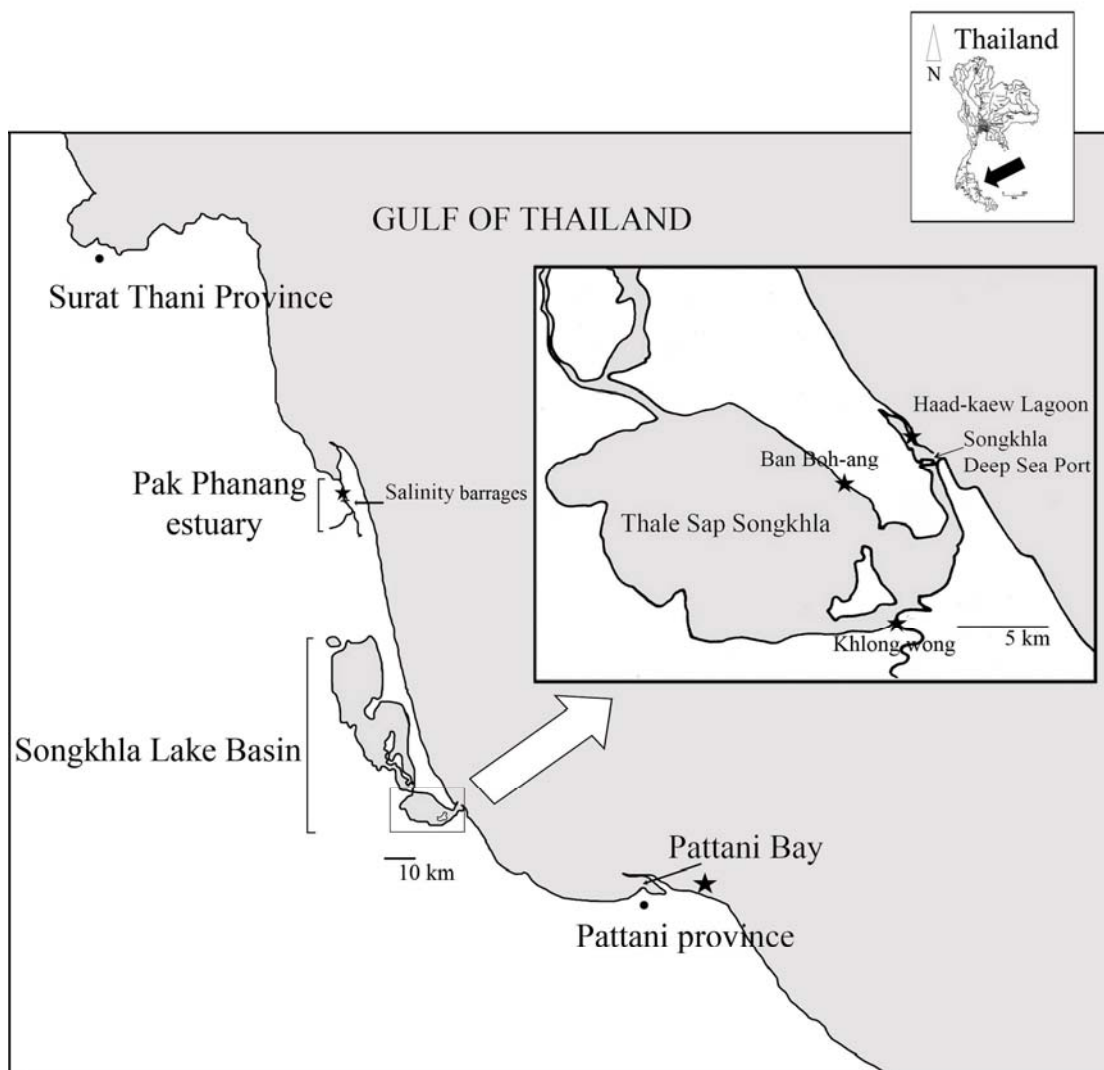 Thailand
N
GULF OF THAILAND
Surat Thani Province
Haad-kaew Lagoon
Songkhla
Deep Sea Port
Ban Boh-ang
Thale Sap Songkhla
Khlong wong
5 km
Pak Phanang
estuary
Salinity barrages
Songkhla Lake Basin
10 km
Pattani Bay
Pattani province